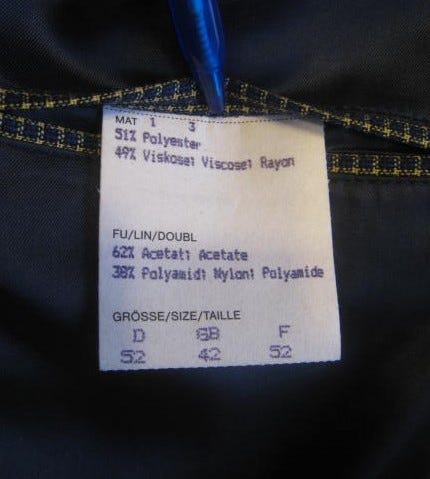 MAT 1 3
51% Polyester
49% Viskose; Viscose; Rayon
FU/LIN/DOUBL
62% Acetat; Acetate
38% Polyamid; Nylon; Polyamide
GRÖSSE/SIZE/TAILLE
D GB F
52 42 52